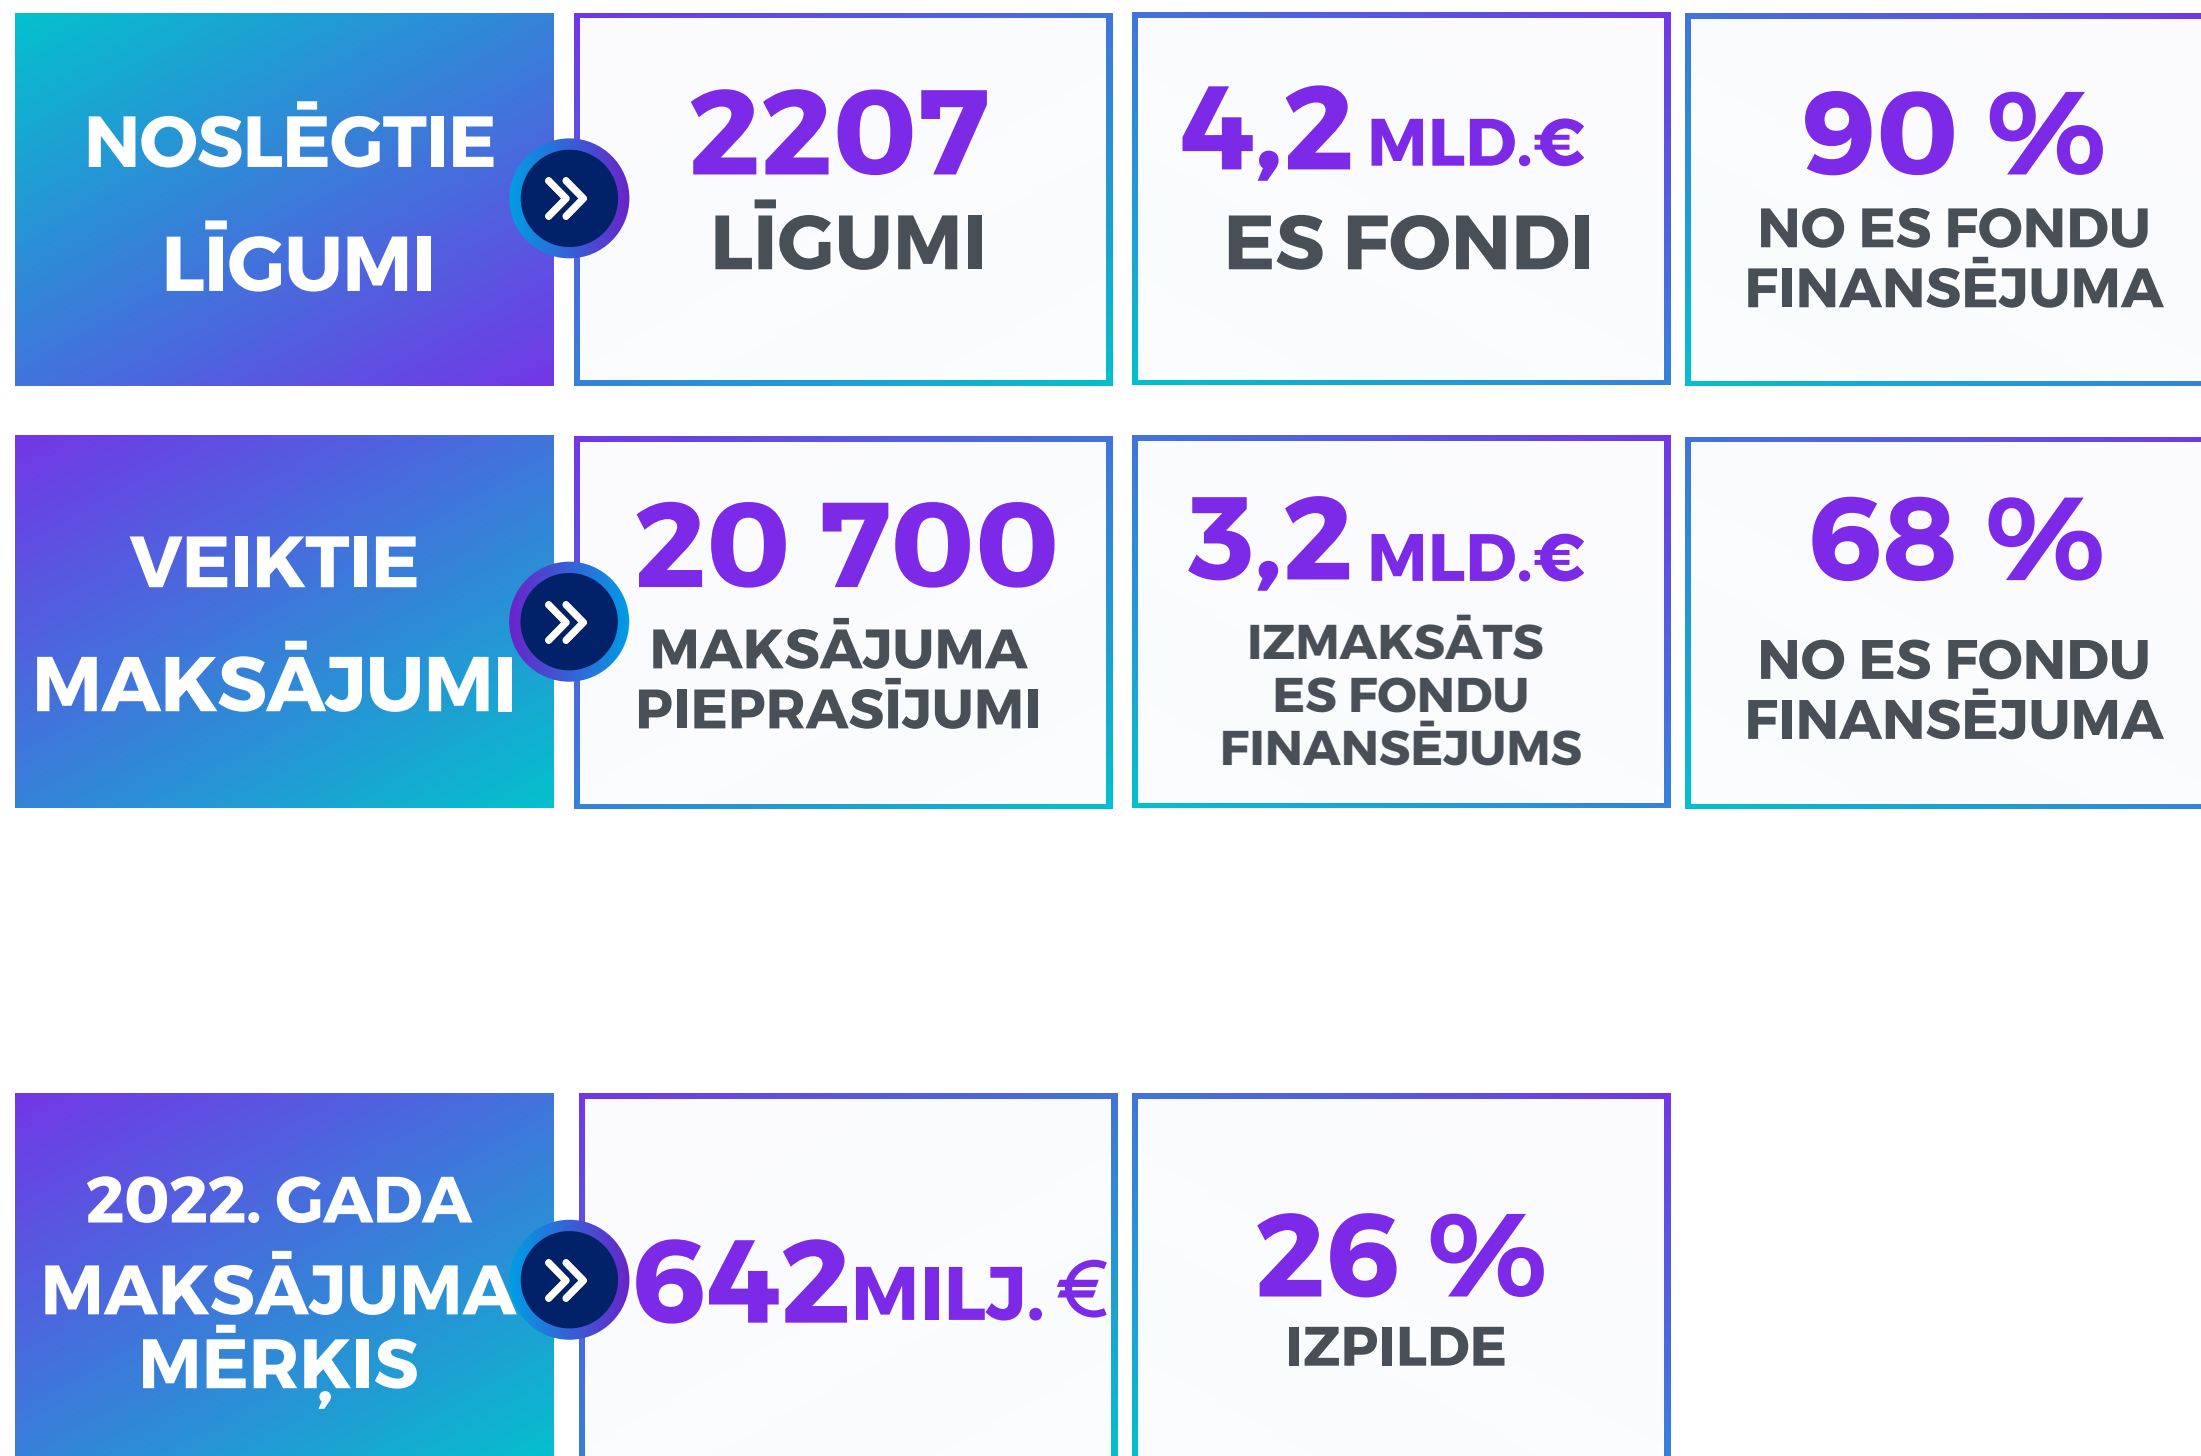 NOSLĒGTIE
LĪGUMI
2207
LĪGUMI
4,2 MLD.€
ES FONDI
90 %
NO ES FONDU
FINANSĒJUMA
VEIKTIE
MAKSĀJUMI
20 700
MAKSĀJUMA
PIEPRASĪJUMI
3,2 MLD.€
IZMAKSĀTS
ES FONDU
FINANSĒJUMS
68 %
NO ES FONDU
FINANSĒJUMA
2022. GADA
MAKSĀJUMA
MĒRĶIS
642 MILJ. €
26 %
IZPILDE